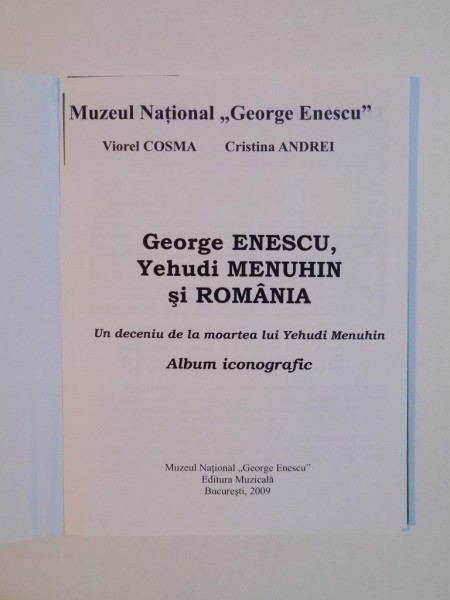 Muzeul Național „George Enescu”
Viorel COSMA Cristina ANDREI
George ENESCU,
Yehudi MENUHIN
și ROMÂNIA
Un deceniu de la moartea lui Yehudi Menuhin
Album iconografic
Muzeul Național „George Enescu”
Editura Muzicală
București, 2009